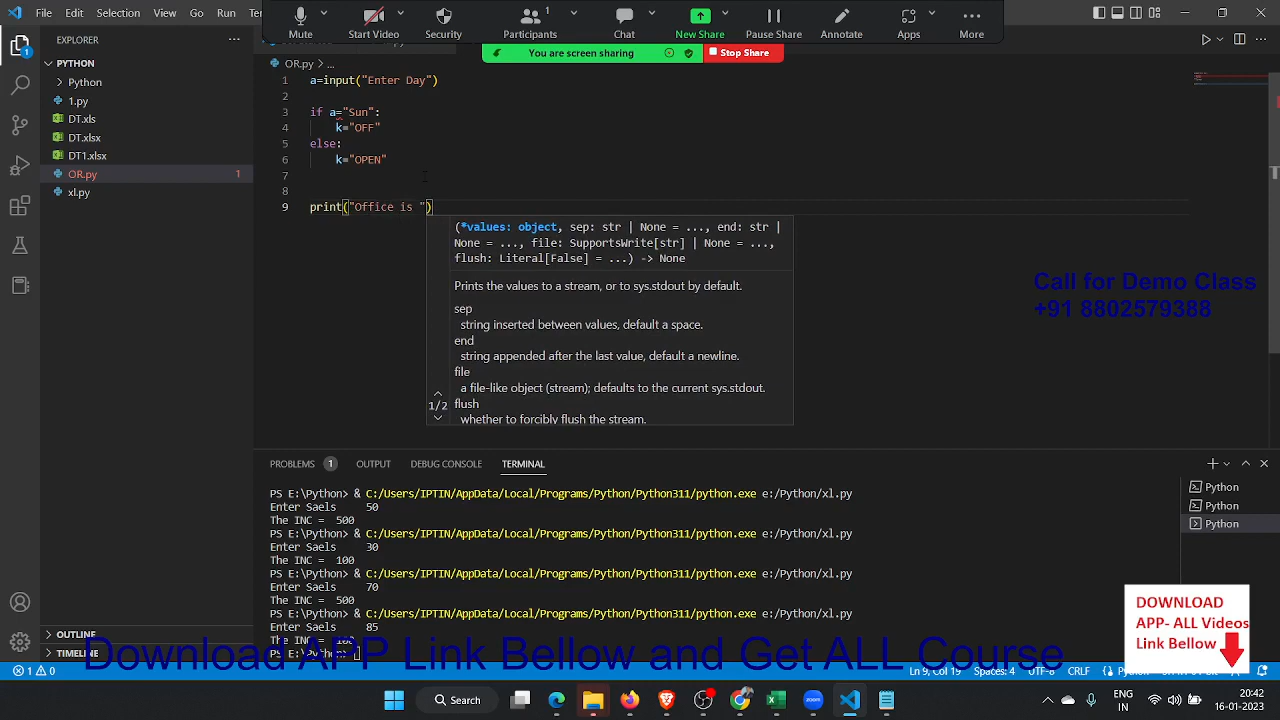 File
Edit
Selection
View
Go
Run
Mute
Start Video
Security
1
Participants
Chat
New Share
Pause Share
Annotate
Apps
More
You are screen sharing
Stop Share
EXPLORER
PYTHON
Python
1.py
DT.xls
DT.xlsx
DT1.xlsx
OR.py 1
xl.py
OUTLINE
TIMELINE
OR.py > ...
1 a=input("Enter Day")
2
3 if a="Sun":
4 k="OFF"
5 else:
6 k="OPEN"
7
8
9 print("Office is ")
(*values: object, sep: str | None = ..., end: str |
None = ..., file: SupportsWrite[str] | None = ...,
flush: Literal[False] = ...) -> None
Prints the values to a stream, or to sys.stdout by default.
sep
string inserted between values, default a space.
end
string appended after the last value, default a newline.
file
a file-like object (stream); defaults to the current sys.stdout.
1/2
flush
whether to forcibly flush the stream.
Call for Demo Class
+91 8802579388
PROBLEMS 1 OUTPUT DEBUG CONSOLE TERMINAL
PS E:\Python> & C:/Users/IPTIN/AppData/Local/Programs/Python/Python311/python.exe e:/Python/xl.py
Enter Saels 50
The INC = 500
PS E:\Python> & C:/Users/IPTIN/AppData/Local/Programs/Python/Python311/python.exe e:/Python/xl.py
Enter Saels 30
The INC = 100
PS E:\Python> & C:/Users/IPTIN/AppData/Local/Programs/Python/Python311/python.exe e:/Python/xl.py
Enter Saels 70
The INC = 500
PS E:\Python> & C:/Users/IPTIN/AppData/Local/Programs/Python/Python311/python.exe e:/Python/xl.py
Enter Saels 85
PS E:\Python>
Python
Python
Python
DOWNLOAD
APP- ALL Videos
Link Bellow
Download APP Link Bellow and Get ALL Course
1 0
Ln 9, Col 19 Spaces: 4 UTF-8 CRLF
Search
ENG
IN
20:42
16-01-2023